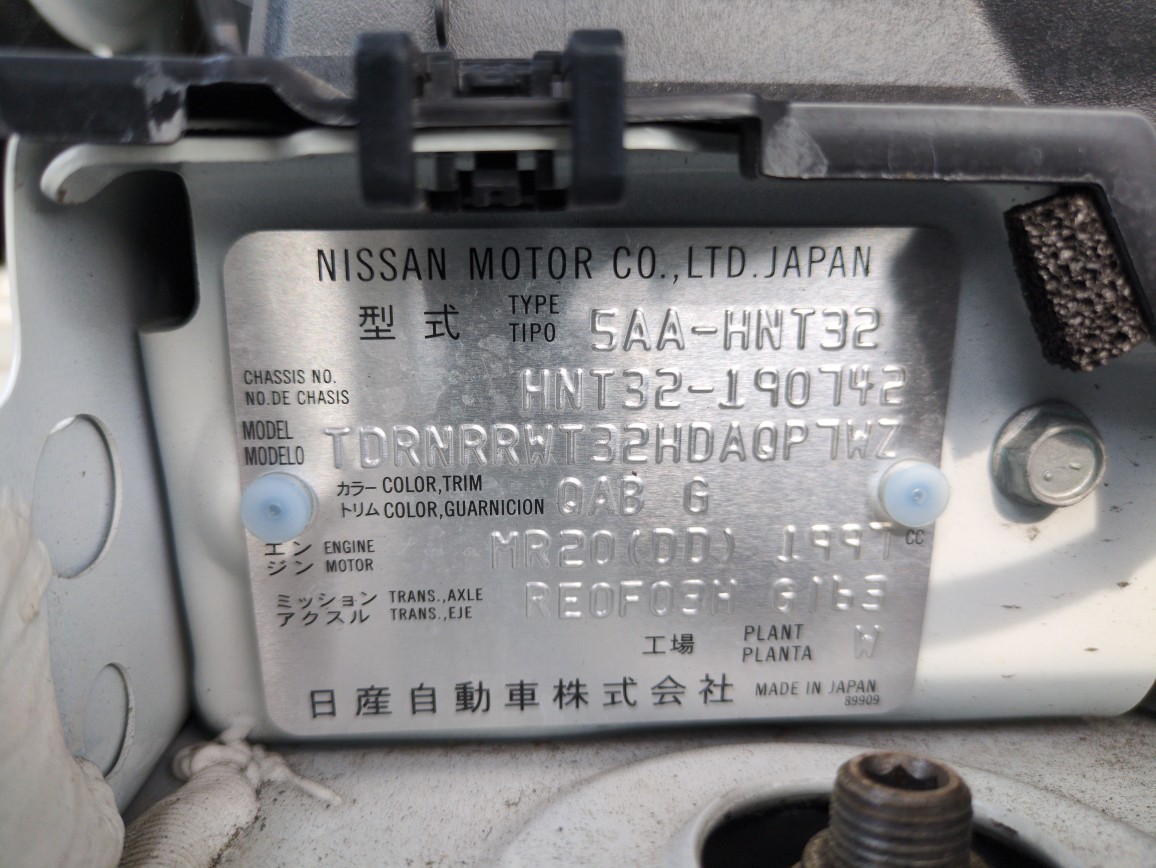 NISSAN MOTOR CO.,LTD.JAPAN
型式 TYPE TIPO 5AA-HNT32
CHASSIS NO. NO.DE CHASIS HNT32-190742
MODEL MODELO TDRNRRWT32HDAQP7WZ
カラー COLOR,TRIM QAB G
トリム COLOR,GUARNICION
エンジン ENGINE MOTOR MR20(DD) 1997 CC
ミッション TRANS.,AXLE RE0F03H G163
アクスル TRANS.,EJE
工場 PLANT PLANTA W
日産自動車株式会社 MADE IN JAPAN
89909